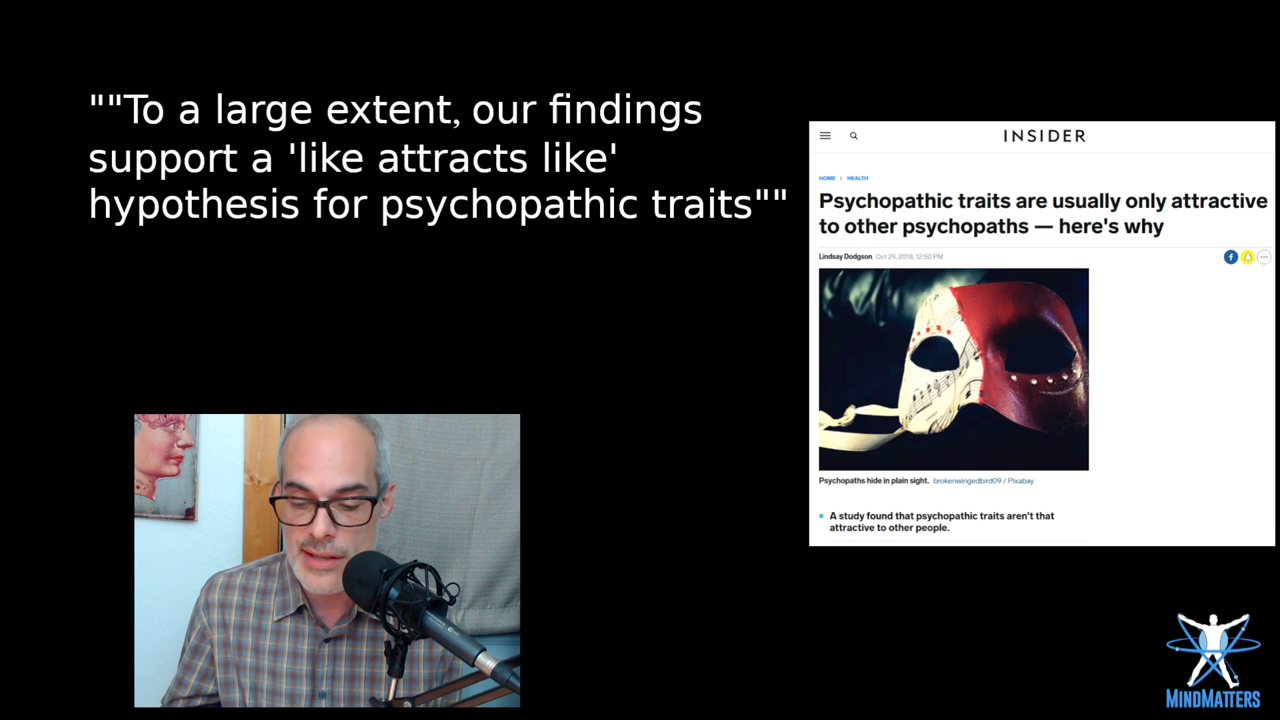 ""To a large extent, our findings
support a 'like attracts like'
hypothesis for psychopathic traits""
INSIDER
HOME > HEALTH
Psychopathic traits are usually only attractive
to other psychopaths — here's why
Lindsay Dodgson Oct 29, 2018, 12:50 PM
Psychopaths hide in plain sight. brokenwingedbird09 / Pixabay
A study found that psychopathic traits aren't that
attractive to other people.
MINDMATTERS